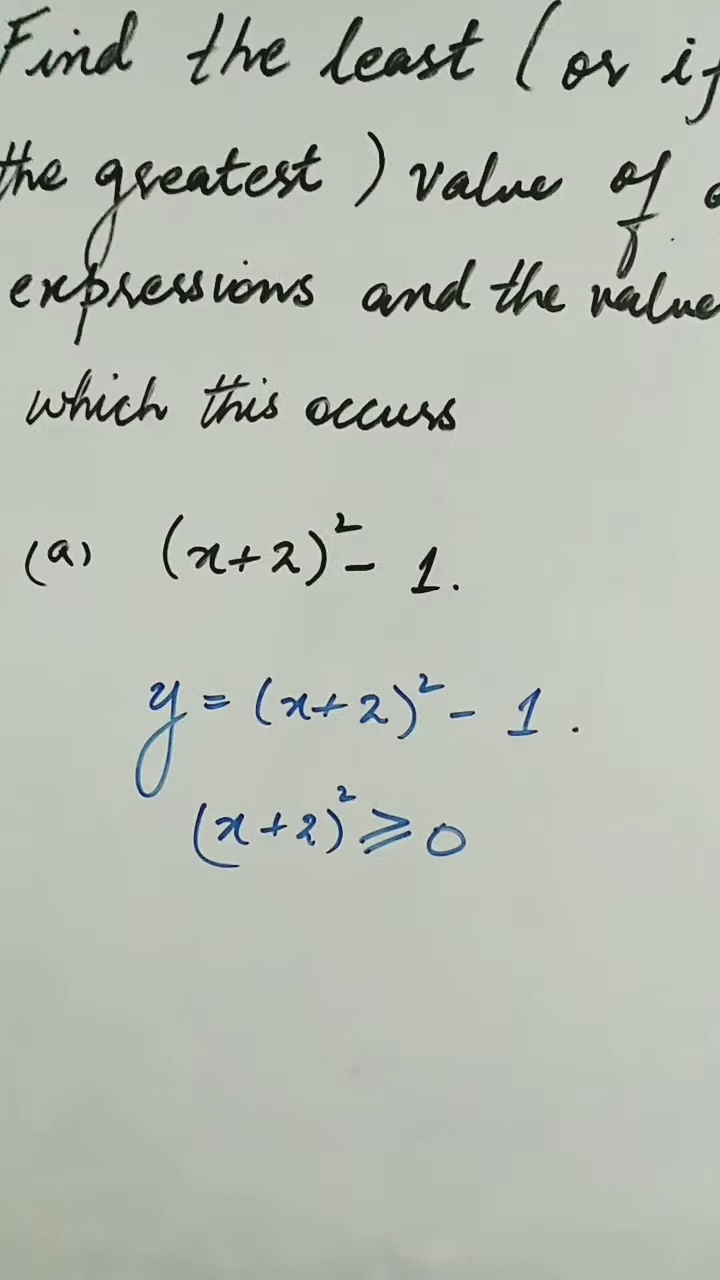 Find the least (or if
the greatest) value of
expressions and the value
which this occurs
(a) (x+2)² - 1.
y = (x+2)² - 1.
(x+2)² ⩾ 0